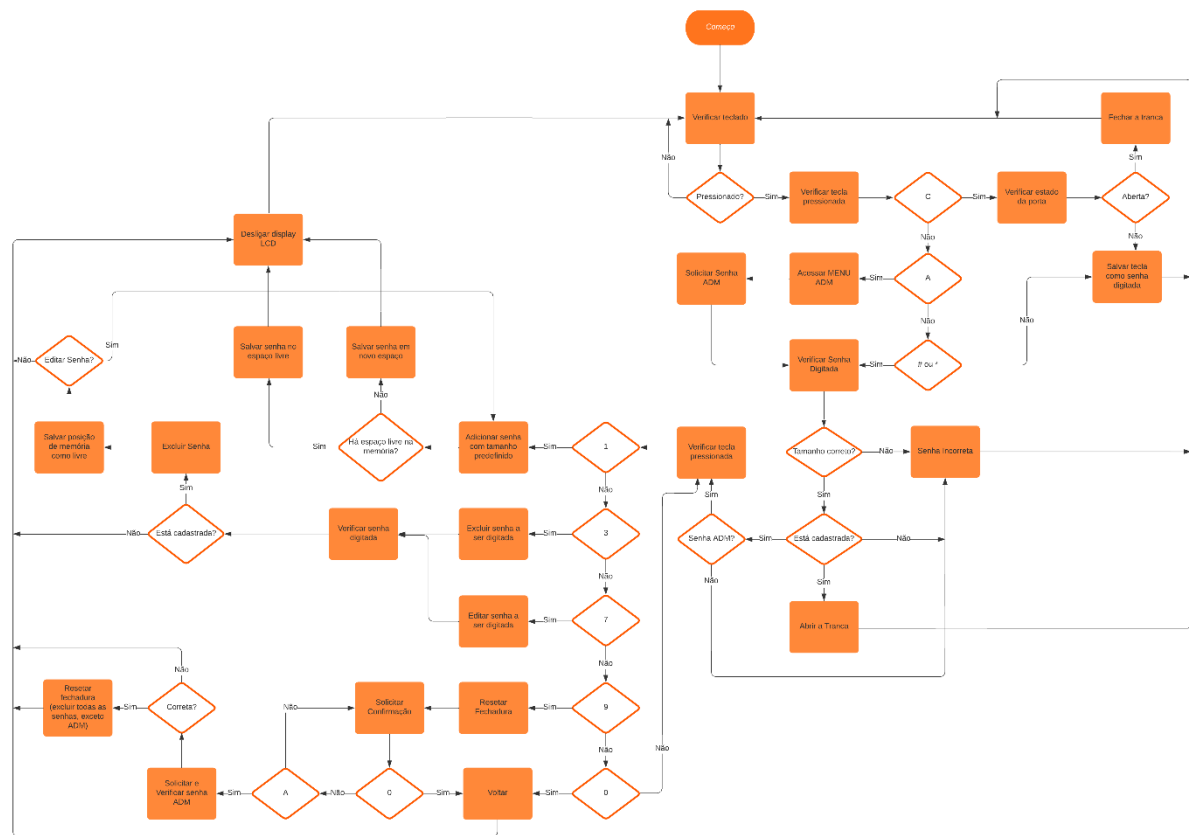 Começo
Verificar teclado
Fechar a tranca
Não
Sim
Pressionado?
Sim
Verificar tecla
pressionada
C
Sim
Verificar estado
da porta
Aberta?
Desligar display
LCD
Não
Não
Solicitar Senha
ADM
Acessar MENU
ADM
Sim
A
Salvar tecla
como senha
digitada
Não
Não
Sim
Não
Editar Senha?
Salvar senha no
espaço livre
Salvar senha em
novo espaço
Verificar Senha
Digitada
Sim
# ou *
Não
Salvar posição
de memória
como livre
Excluir Senha
Sim
Há espaço livre na
memória?
Adicionar senha
com tamanho
predefinido
Sim
1
Verificar tecla
pressionada
Tamanho correto?
Não
Senha Incorreta
Sim
Não
Sim
Sim
Não
Está cadastrada?
Verificar senha
digitada
Excluir senha a
ser digitada
Sim
3
Senha ADM?
Sim
Está cadastrada?
Não
Não
Não
Sim
Editar senha a
ser digitada
Sim
7
Abrir a Tranca
Não
Não
Resetar
fechadura
(excluir todas as
senhas, exceto
ADM)
Sim
Correta?
Não
Solicitar
Confirmação
Resetar
Fechadura
Sim
9
Não
Não
Solicitar e
Verificar senha
ADM
Sim
A
Não
0
Sim
Voltar
Sim
0